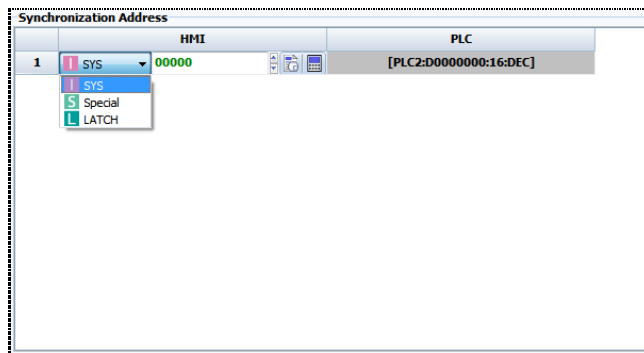 Synchronization Address
HMI PLC
1 I SYS 00000 [PLC2:D0000000:16:DEC]
I SYS
S Special
L LATCH